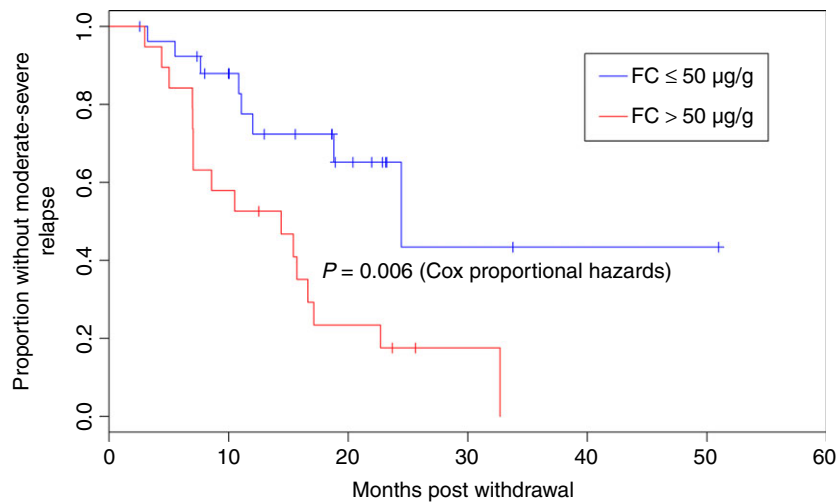 Proportion without moderate-severe
relapse
1.0
0.8
0.6
0.4
0.2
0.0
FC ≤ 50 µg/g
FC > 50 µg/g
P = 0.006 (Cox proportional hazards)
0 10 20 30 40 50 60
Months post withdrawal